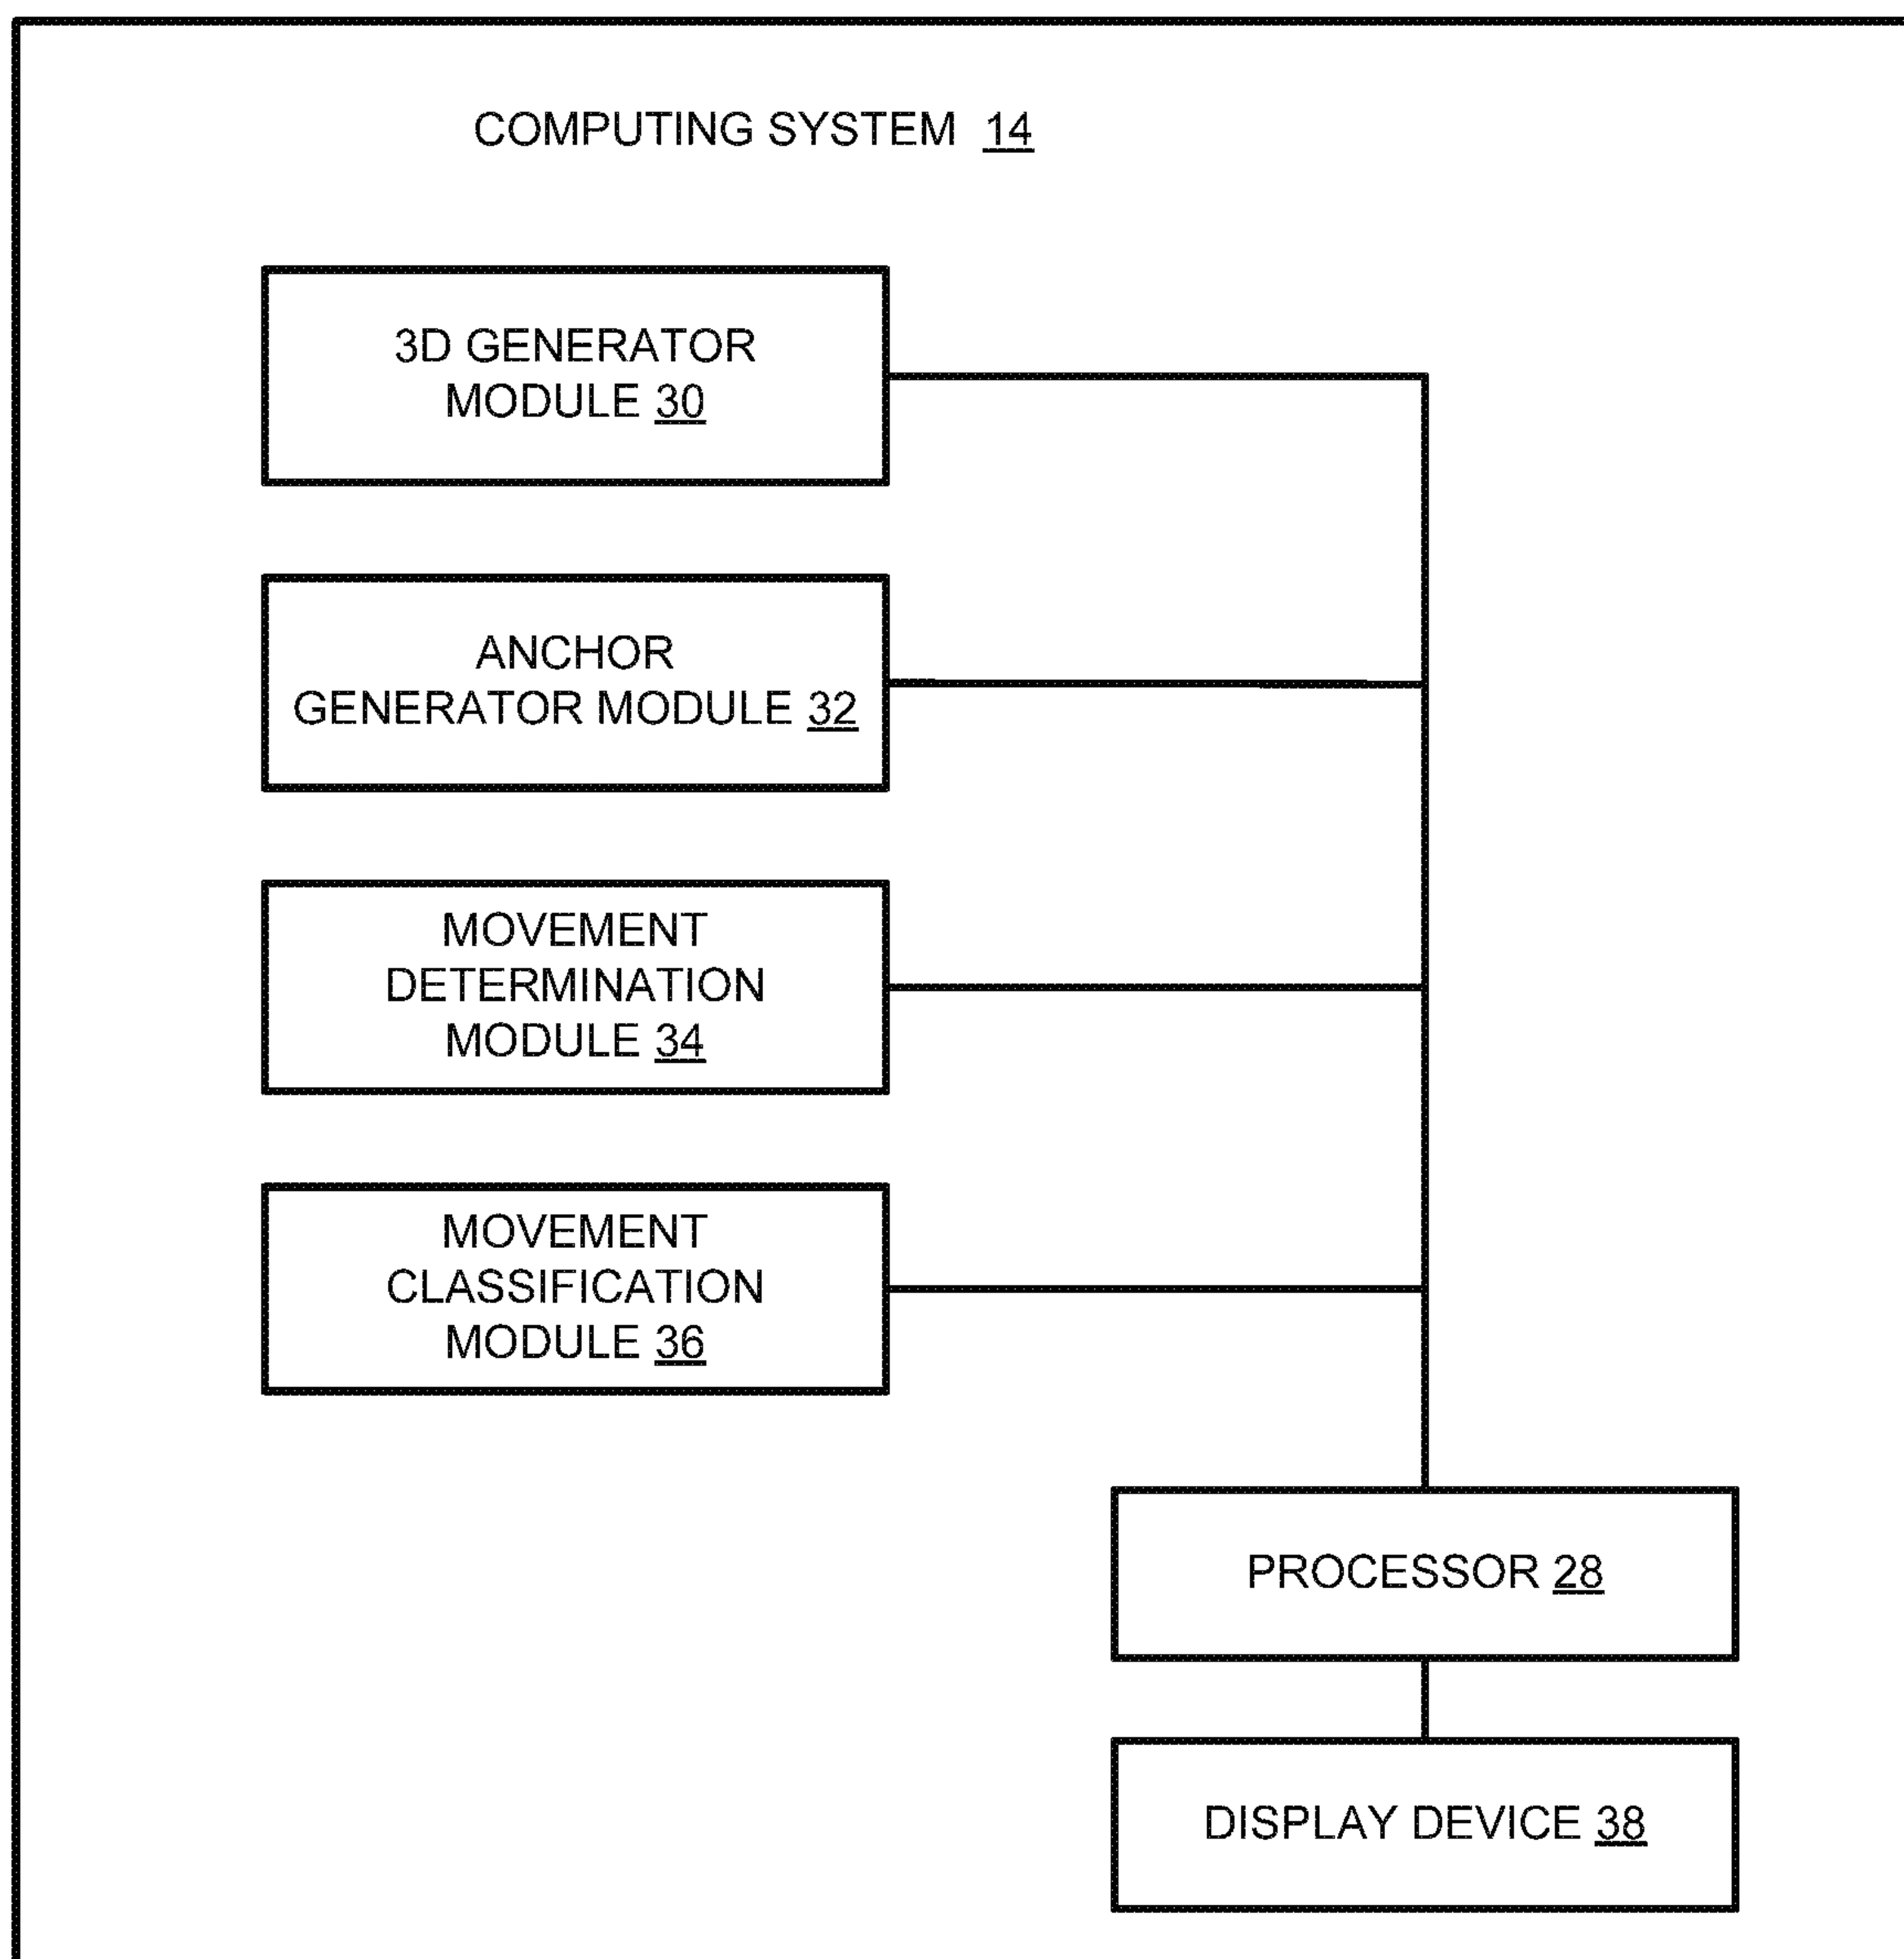 COMPUTING SYSTEM 14
3D GENERATOR
MODULE 30
ANCHOR
GENERATOR MODULE 32
MOVEMENT
DETERMINATION
MODULE 34
MOVEMENT
CLASSIFICATION
MODULE 36
PROCESSOR 28
DISPLAY DEVICE 38